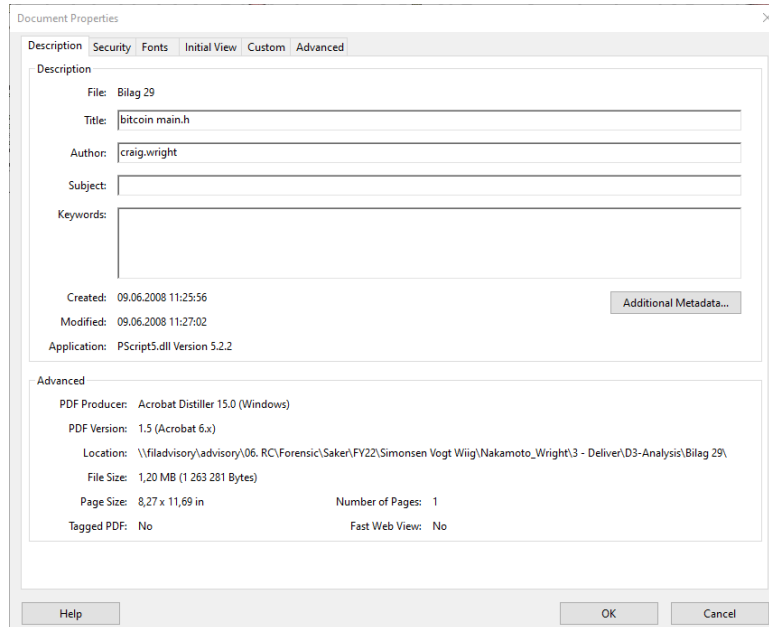 Document Properties
Description Security Fonts Initial View Custom Advanced
Description
File: Bilag 29
Title: bitcoin main.h
Author: craig.wright
Subject:
Keywords:
Created: 09.06.2008 11:25:56
Additional Metadata...
Modified: 09.06.2008 11:27:02
Application: PScript5.dll Version 5.2.2
Advanced
PDF Producer: Acrobat Distiller 15.0 (Windows)
PDF Version: 1.5 (Acrobat 6.x)
Location: \\filadvisory\advisory\06. RC\Forensic\Saker\FY22\Simonsen Vogt Wiig\Nakamoto_Wright\3 - Deliver\D3-Analysis\Bilag 29\
File Size: 1,20 MB (1 263 281 Bytes)
Page Size: 8,27 x 11,69 in Number of Pages: 1
Tagged PDF: No Fast Web View: No
Help OK Cancel